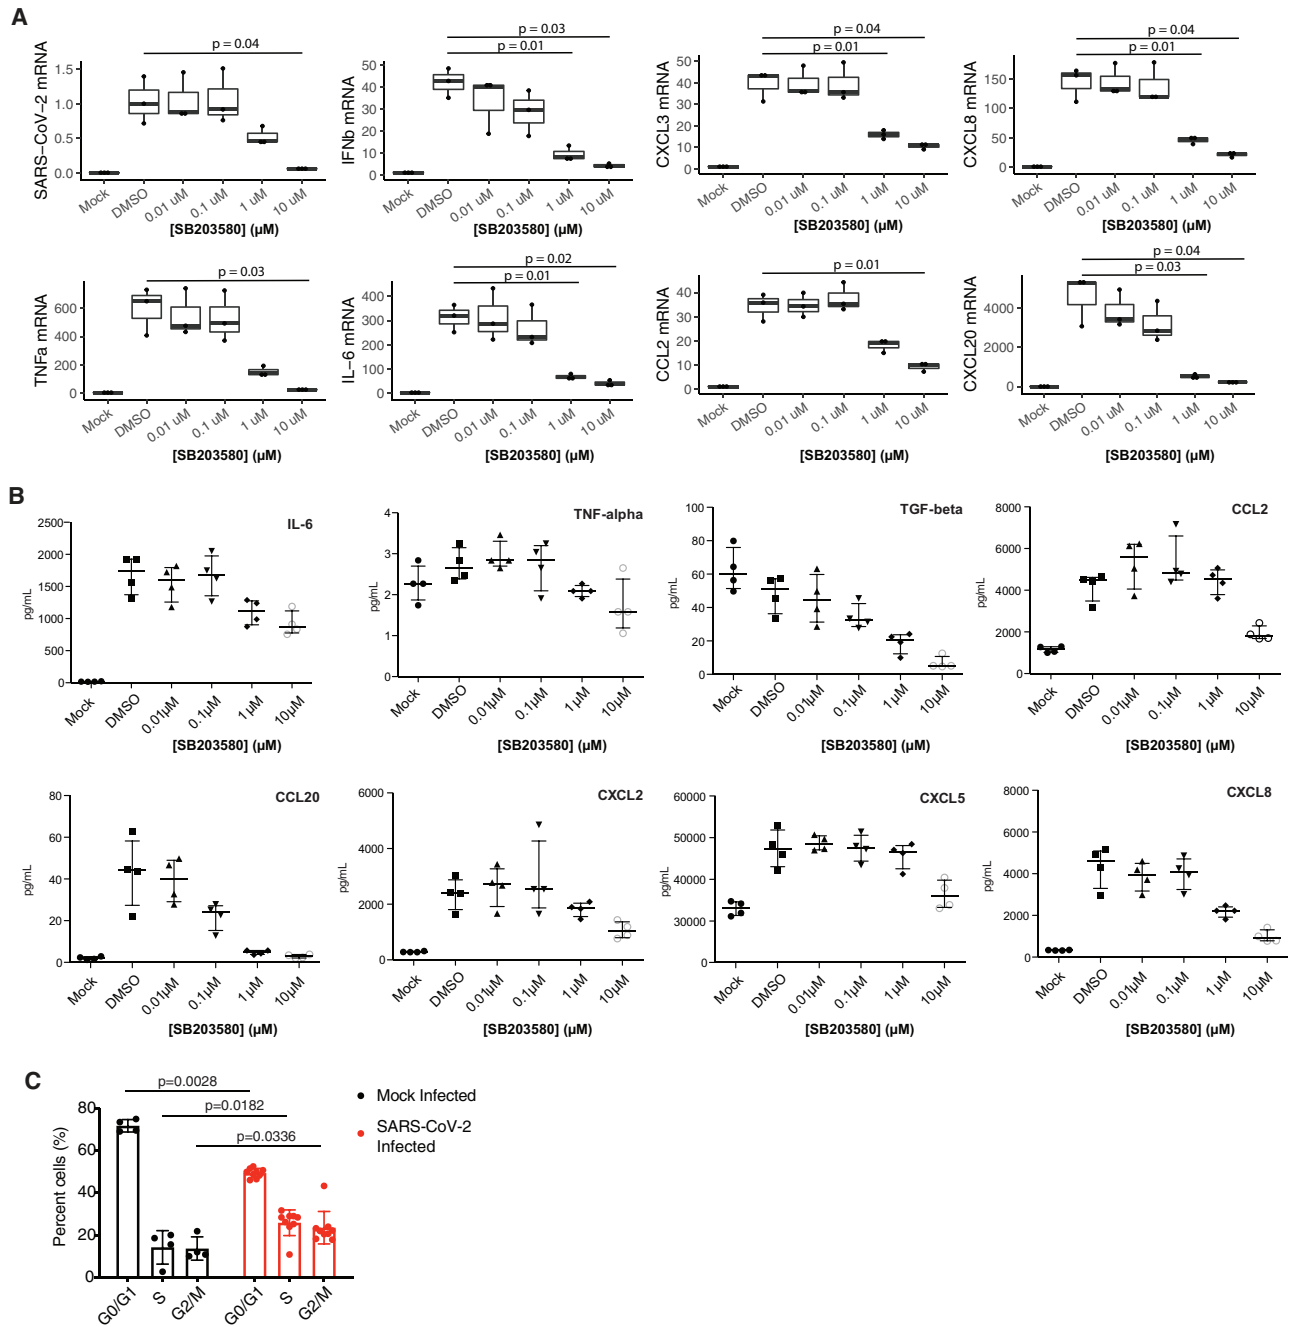 A
SARS–CoV–2 mRNA
1.5
1.0
0.5
0.0
p = 0.04
Mock
DMSO
0.01 uM
0.1 uM
1 uM
10 uM
[SB203580] (µM)
IFNb mRNA
50
40
30
20
10
0
p = 0.03
p = 0.01
Mock
DMSO
0.01 uM
0.1 uM
1 uM
10 uM
[SB203580] (µM)
CXCL3 mRNA
50
40
30
20
10
0
p = 0.04
p = 0.01
Mock
DMSO
0.01 uM
0.1 uM
1 uM
10 uM
[SB203580] (µM)
CXCL8 mRNA
150
100
50
0
p = 0.04
p = 0.01
Mock
DMSO
0.01 uM
0.1 uM
1 uM
10 uM
[SB203580] (µM)
TNFa mRNA
600
400
200
0
p = 0.03
Mock
DMSO
0.01 uM
0.1 uM
1 uM
10 uM
[SB203580] (µM)
IL–6 mRNA
400
300
200
100
0
p = 0.02
p = 0.01
Mock
DMSO
0.01 uM
0.1 uM
1 uM
10 uM
[SB203580] (µM)
CCL2 mRNA
40
30
20
10
0
p = 0.01
Mock
DMSO
0.01 uM
0.1 uM
1 uM
10 uM
[SB203580] (µM)
CXCL20 mRNA
4000
2000
0
p = 0.04
p = 0.03
Mock
DMSO
0.01 uM
0.1 uM
1 uM
10 uM
[SB203580] (µM)
B
IL-6
pg/mL
2500
2000
1500
1000
500
0
Mock
DMSO
0.01µM
0.1µM
1 µM
10µM
[SB203580] (µM)
TNF-alpha
pg/mL
4
3
2
1
0
Mock
DMSO
0.01µM
0.1µM
1 µM
10µM
[SB203580] (µM)
TGF-beta
pg/mL
100
80
60
40
20
0
Mock
DMSO
0.01µM
0.1µM
1 µM
10µM
[SB203580] (µM)
CCL2
pg/mL
8000
6000
4000
2000
0
Mock
DMSO
0.01µM
0.1µM
1 µM
10µM
[SB203580] (µM)
CCL20
pg/mL
80
60
40
20
0
Mock
DMSO
0.01µM
0.1µM
1 µM
10µM
[SB203580] (µM)
CXCL2
pg/mL
6000
4000
2000
0
Mock
DMSO
0.01µM
0.1µM
1 µM
10µM
[SB203580] (µM)
CXCL5
pg/mL
60000
50000
40000
30000
0
Mock
DMSO
0.01µM
0.1µM
1 µM
10µM
[SB203580] (µM)
CXCL8
pg/mL
8000
6000
4000
2000
0
Mock
DMSO
0.01µM
0.1µM
1 µM
10µM
[SB203580] (µM)
C
Percent cells (%)
80
60
40
20
0
p=0.0028
p=0.0182
p=0.0336
G0/G1
S
G2/M
G0/G1
S
G2/M
Mock Infected
SARS-CoV-2
Infected